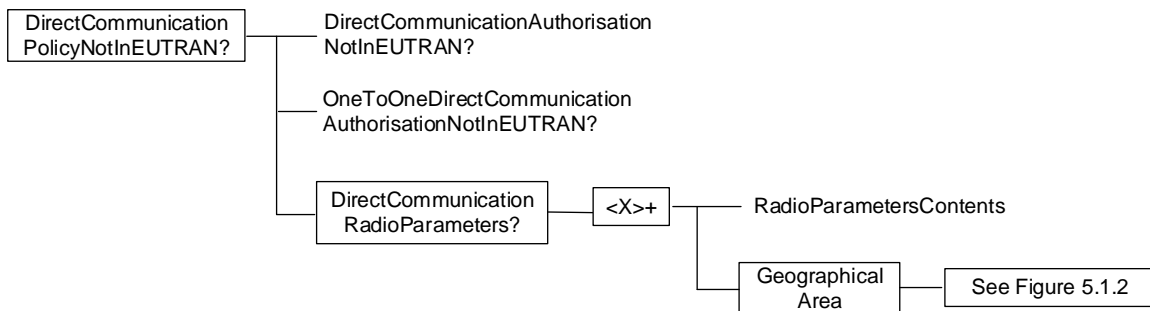 DirectCommunication
PolicyNotInEUTRAN?
DirectCommunicationAuthorisation
NotInEUTRAN?
OneToOneDirectCommunication
AuthorisationNotInEUTRAN?
DirectCommunication
RadioParameters?
<X>+
RadioParametersContents
Geographical
Area
See Figure 5.1.2